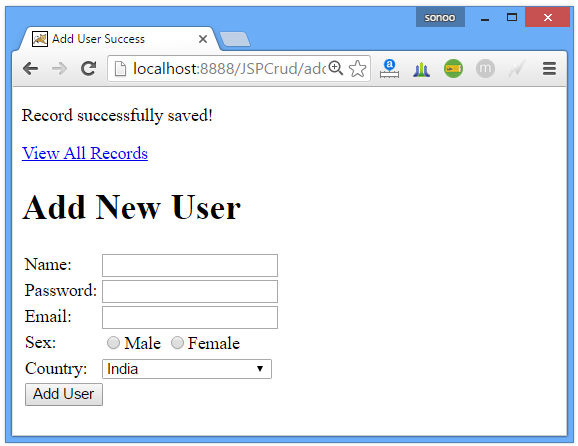 sonoo
Add User Success
localhost:8888/JSPCrud/add
a
m
Record successfully saved!
View All Records
Add New User
Name:
Password:
Email:
Sex: Male Female
Country: India
Add User